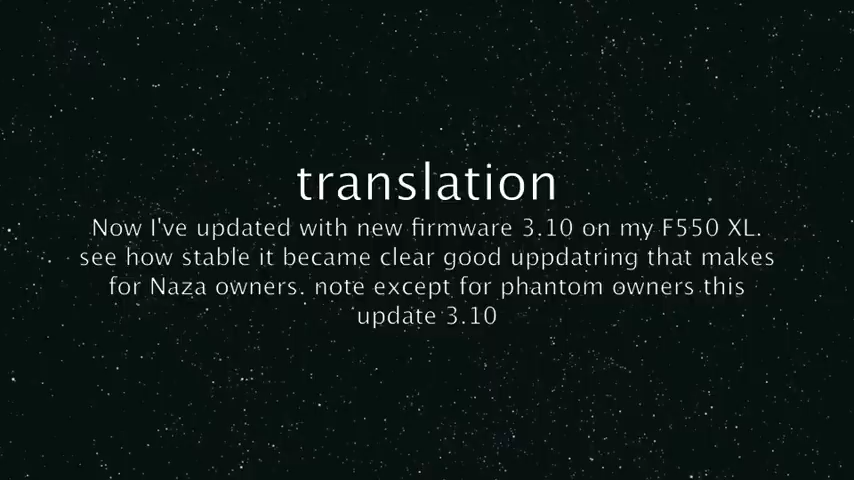 translation
Now I've updated with new firmware 3.10 on my F550 XL.
see how stable it became clear good uppdatring that makes
for Naza owners. note except for phantom owners this
update 3.10